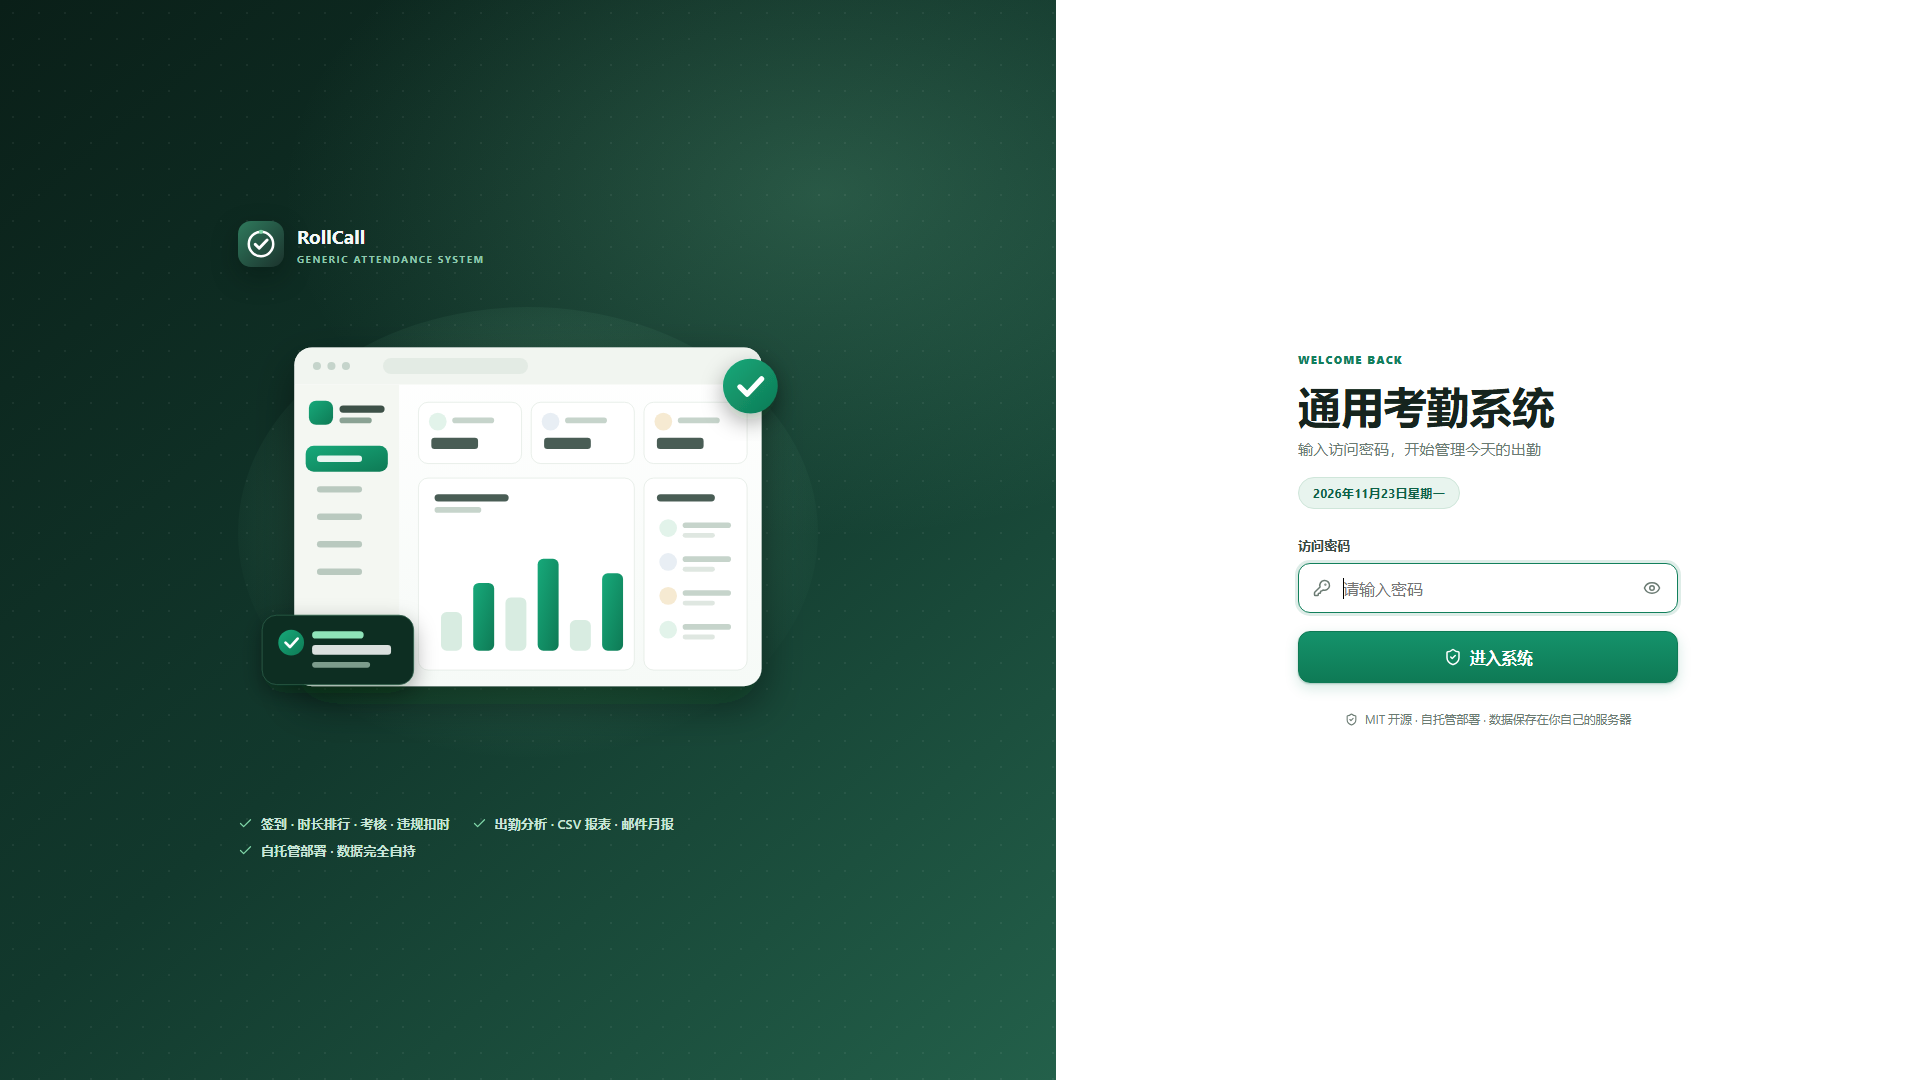 RollCall
GENERIC ATTENDANCE SYSTEM
签到 · 时长排行 · 考核 · 违规扣时
出勤分析 · CSV 报表 · 邮件月报
自托管部署 · 数据完全自持
WELCOME BACK
通用考勤系统
输入访问密码，开始管理今天的出勤
2026年11月23日星期一
访问密码
请输入密码
进入系统
MIT 开源 · 自托管部署 · 数据保存在你自己的服务器